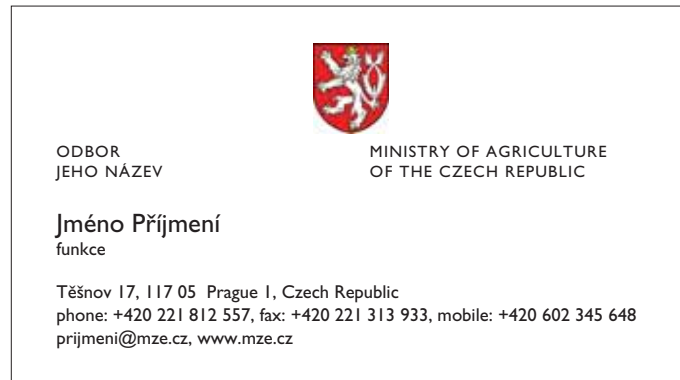 ODBOR
JEHO NÁZEV
MINISTRY OF AGRICULTURE
OF THE CZECH REPUBLIC
Jméno Příjmení
funkce
Těšnov 17, 117 05 Prague 1, Czech Republic
phone: +420 221 812 557, fax: +420 221 313 933, mobile: +420 602 345 648
prijmeni@mze.cz, www.mze.cz